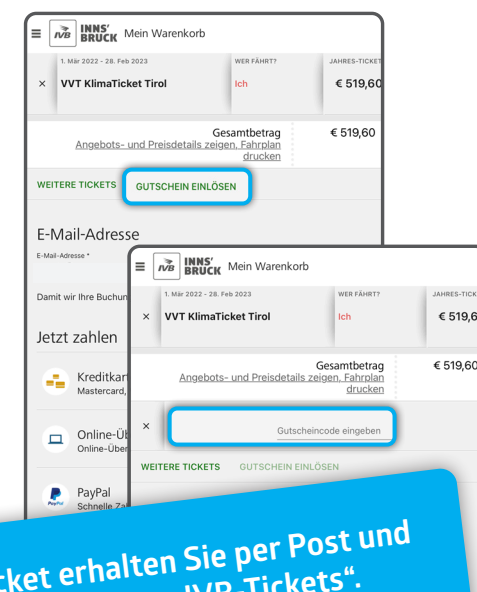 IVB INNS' BRUCK Mein Warenkorb
1. Mär 2022 - 28. Feb 2023 WER FÄHRT? JAHRES-TICKET
× VVT KlimaTicket Tirol Ich € 519,60
Gesamtbetrag € 519,60
Angebots- und Preisdetails zeigen, Fahrplan
drucken
WEITERE TICKETS GUTSCHEIN EINLÖSEN
E-Mail-Adresse
E-Mail-Adresse *
Damit wir Ihre Buchun
Jetzt zahlen
Kreditkart
Mastercard,
Online-Üb
Online-Über
PayPal
PayPal
Schnelle Za
IVB INNS' BRUCK Mein Warenkorb
1. Mär 2022 - 28. Feb 2023 WER FÄHRT? JAHRES-TICK
× VVT KlimaTicket Tirol Ich € 519,6
Gesamtbetrag € 519,60
Angebots- und Preisdetails zeigen, Fahrplan
drucken
× Gutscheincode eingeben
WEITERE TICKETS GUTSCHEIN EINLÖSEN
cket erhalten Sie per Post und
IVB-Tickets“.